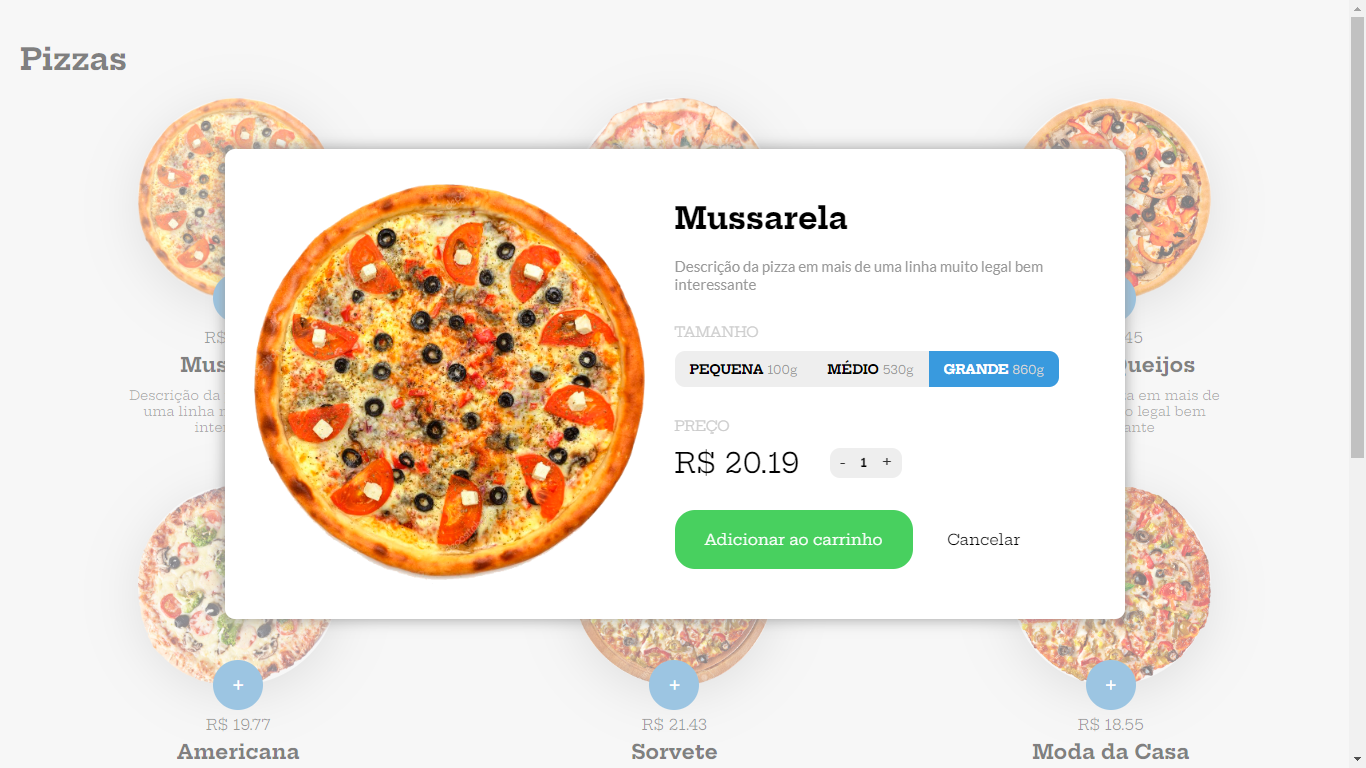 Pizzas
Mussarela
Descrição da pizza em mais de uma linha muito legal bem
interessante
TAMANHO
PEQUENA 100g MÉDIO 530g GRANDE 860g
PREÇO
R$ 20.19 - 1 +
Adicionar ao carrinho Cancelar
R$
45
Mus
ueijos
Descrição da
a em mais de
uma linha
o legal bem
inter
ante
+ + +
R$ 19.77 R$ 21.43 R$ 18.55
Americana Sorvete Moda da Casa